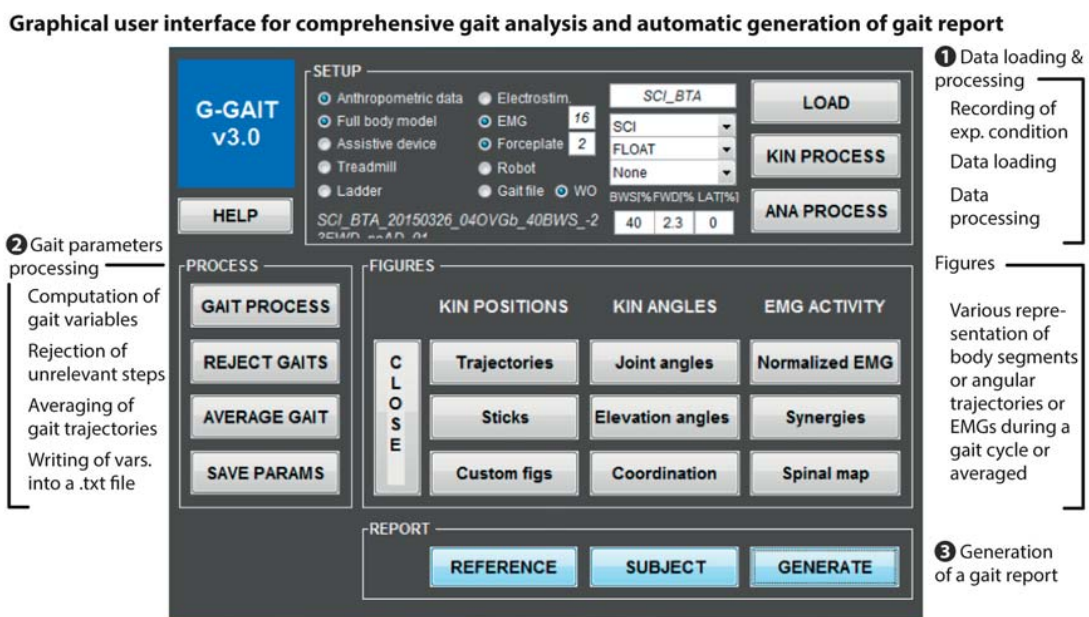 Graphical user interface for comprehensive gait analysis and automatic generation of gait report
G-GAIT
v3.0
HELP
SETUP
Anthropometric data
Full body model
Assistive device
Treadmill
Ladder
Electrostim.
EMG 16
Forceplate 2
Robot
Gait file WO
SCI_BTA
SCI
FLOAT
None
BWS[% FWD[% LAT[%]
40 2.3 0
SCI_BTA_20150326_04OVGb_40BWS_-2
3FWD_noAD_01
LOAD
KIN PROCESS
ANA PROCESS
❶ Data loading &
processing
Recording of
exp. condition
Data loading
Data
processing
❷ Gait parameters
processing
Computation of
gait variables
Rejection of
unrelevant steps
Averaging of
gait trajectories
Writing of vars.
into a .txt file
PROCESS
GAIT PROCESS
REJECT GAITS
AVERAGE GAIT
SAVE PARAMS
FIGURES
KIN POSITIONS KIN ANGLES EMG ACTIVITY
C
L
O
S
E
Trajectories Joint angles Normalized EMG
Sticks Elevation angles Synergies
Custom figs Coordination Spinal map
Figures
Various repre-
sentation of
body segments
or angular
trajectories or
EMGs during a
gait cycle or
averaged
REPORT
REFERENCE SUBJECT GENERATE
❸ Generation
of a gait report